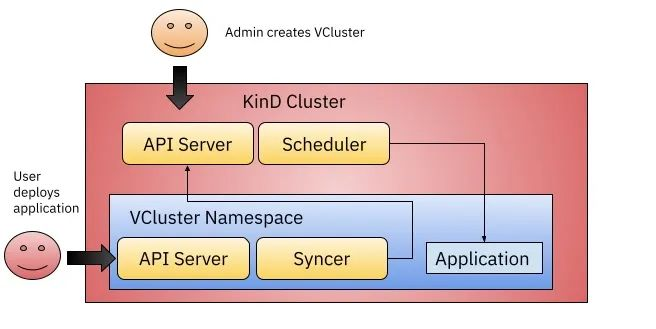 Admin creates VCluster
KinD Cluster
API Server
Scheduler
User
deploys
application
VCluster Namespace
API Server
Syncer
Application